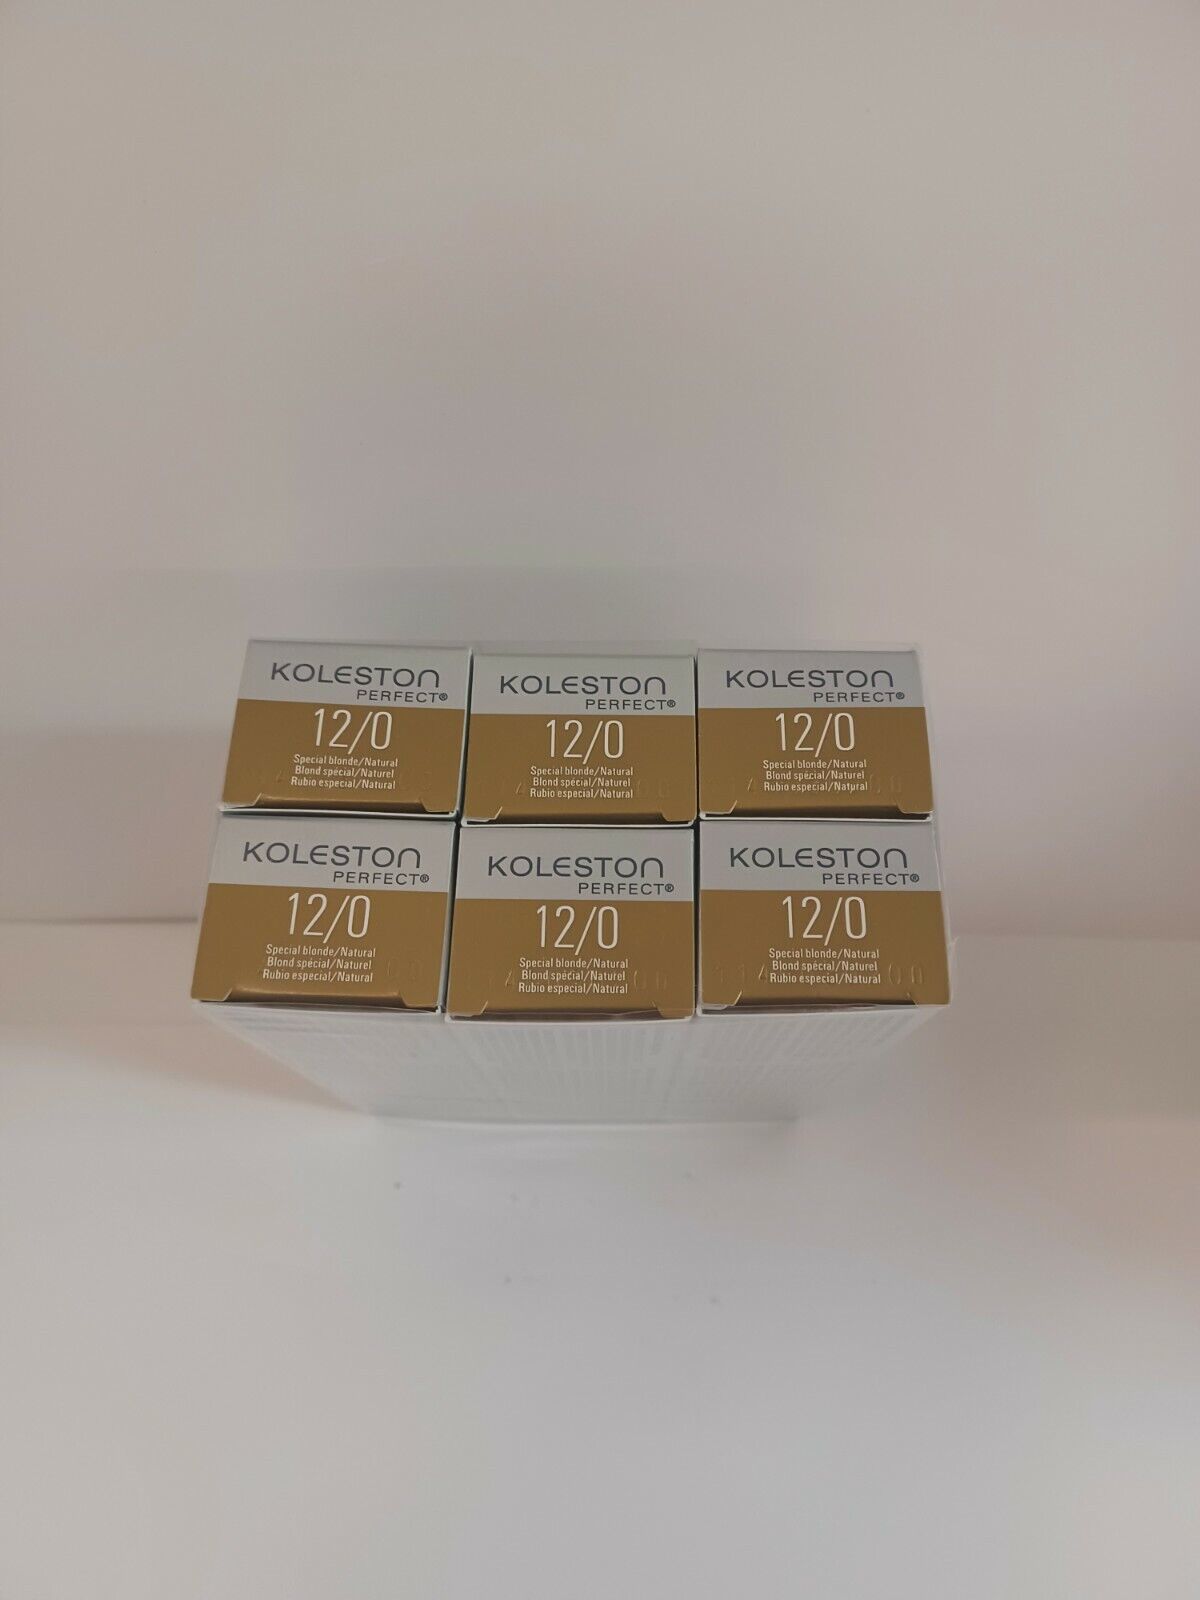 KOLESTON
PERFECT®
12/0
Special blonde/Natural
Blond spécial/Naturel
Rubio especial/Natural
KOLESTON
PERFECT®
12/0
Special blonde/Natural
Blond spécial/Naturel
Rubio especial/Natural
KOLESTON
PERFECT®
12/0
Special blonde/Natural
Blond spécial/Naturel
Rubio especial/Natural
KOLESTON
PERFECT®
12/0
Special blonde/Natural
Blond spécial/Naturel
Rubio especial/Natural
KOLESTON
PERFECT®
12/0
Special blonde/Natural
Blond spécial/Naturel
Rubio especial/Natural
KOLESTON
PERFECT®
12/0
Special blonde/Natural
Blond spécial/Naturel
Rubio especial/Natural